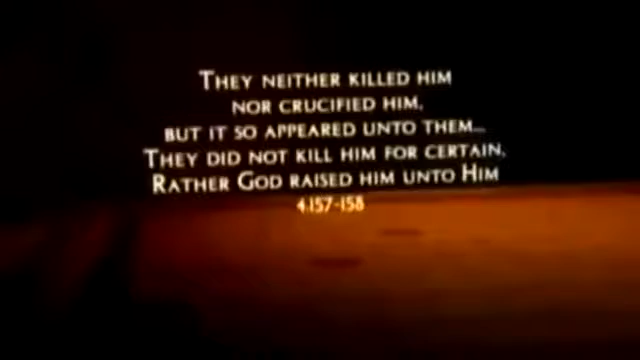 THEY NEITHER KILLED HIM
NOR CRUCIFIED HIM,
BUT IT SO APPEARED UNTO THEM...
THEY DID NOT KILL HIM FOR CERTAIN,
RATHER GOD RAISED HIM UNTO HIM
4.157-158